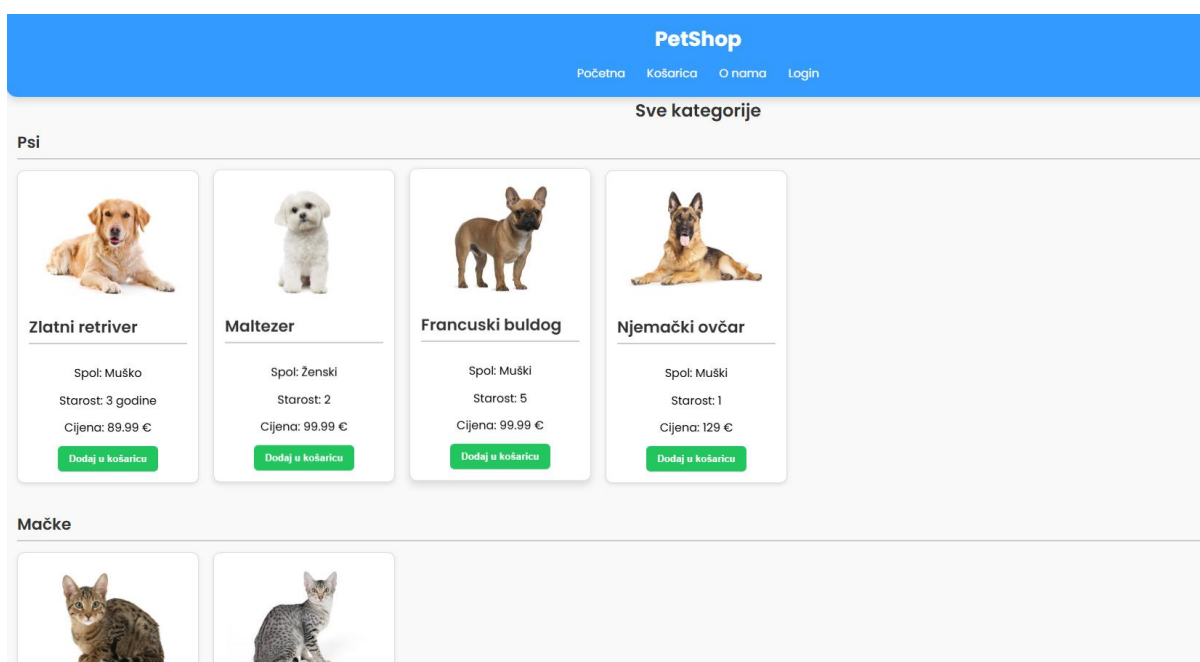 PetShop
Početna Košarica O nama Login
Sve kategorije
Psi
Zlatni retriver
Spol: Muško
Starost: 3 godine
Cijena: 89.99 €
Dodaj u košaricu
Maltezer
Spol: Ženski
Starost: 2
Cijena: 99.99 €
Dodaj u košaricu
Francuski buldog
Spol: Muški
Starost: 5
Cijena: 99.99 €
Dodaj u košaricu
Njemački ovčar
Spol: Muški
Starost: 1
Cijena: 129 €
Dodaj u košaricu
Mačke